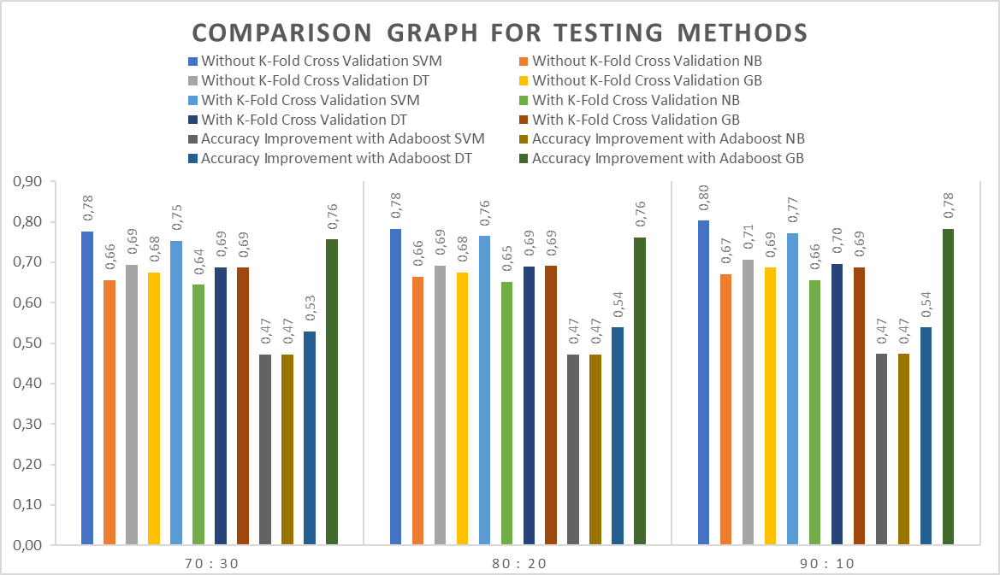 COMPARISON GRAPH FOR TESTING METHODS
Without K-Fold Cross Validation SVM
Without K-Fold Cross Validation NB
Without K-Fold Cross Validation DT
Without K-Fold Cross Validation GB
With K-Fold Cross Validation SVM
With K-Fold Cross Validation NB
With K-Fold Cross Validation DT
With K-Fold Cross Validation GB
Accuracy Improvement with Adaboost SVM
Accuracy Improvement with Adaboost NB
Accuracy Improvement with Adaboost DT
Accuracy Improvement with Adaboost GB
0,90
0,80
0,70
0,60
0,50
0,40
0,30
0,20
0,10
0,00
0,78
0,66
0,69
0,68
0,75
0,64
0,69
0,69
0,47
0,47
0,53
0,76
0,78
0,66
0,69
0,68
0,76
0,65
0,69
0,69
0,47
0,47
0,54
0,76
0,80
0,67
0,71
0,69
0,77
0,66
0,70
0,69
0,47
0,47
0,54
0,78
70 : 30
80 : 20
90 : 10